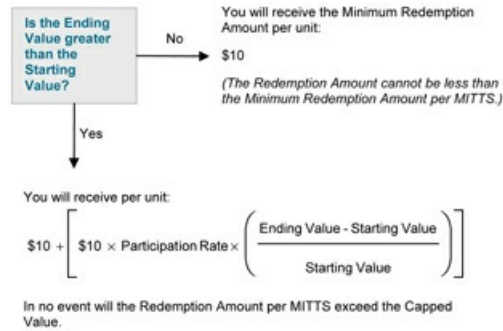 Is the Ending
Value greater
than the
Starting
Value?
No
You will receive the Minimum Redemption
Amount per unit:
$10
(The Redemption Amount cannot be less than
the Minimum Redemption Amount per MITTS.)
Yes
You will receive per unit:
$10 + [ $10 × Participation Rate × ( Ending Value - Starting Value
Starting Value ) ]
In no event will the Redemption Amount per MITTS exceed the Capped
Value.